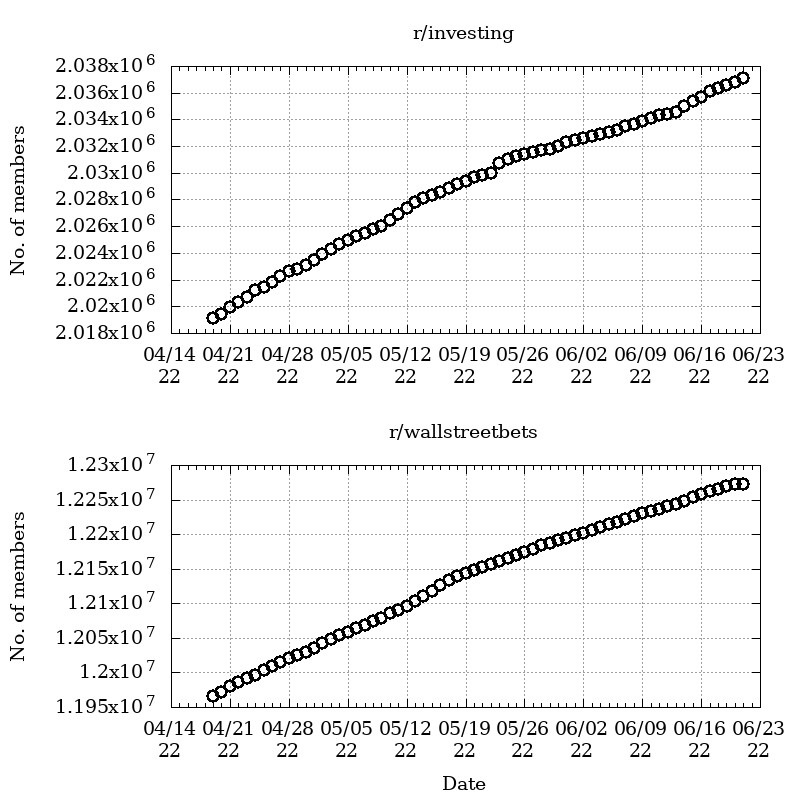 r/investing
No. of members
2.038x10^6
2.036x10^6
2.034x10^6
2.032x10^6
2.03x10^6
2.028x10^6
2.026x10^6
2.024x10^6
2.022x10^6
2.02x10^6
2.018x10^6
04/14 04/21 04/28 05/05 05/12 05/19 05/26 06/02 06/09 06/16 06/23
22 22 22 22 22 22 22 22 22 22 22
r/wallstreetbets
No. of members
1.23x10^7
1.225x10^7
1.22x10^7
1.215x10^7
1.21x10^7
1.205x10^7
1.2x10^7
1.195x10^7
04/14 04/21 04/28 05/05 05/12 05/19 05/26 06/02 06/09 06/16 06/23
22 22 22 22 22 22 22 22 22 22 22
Date